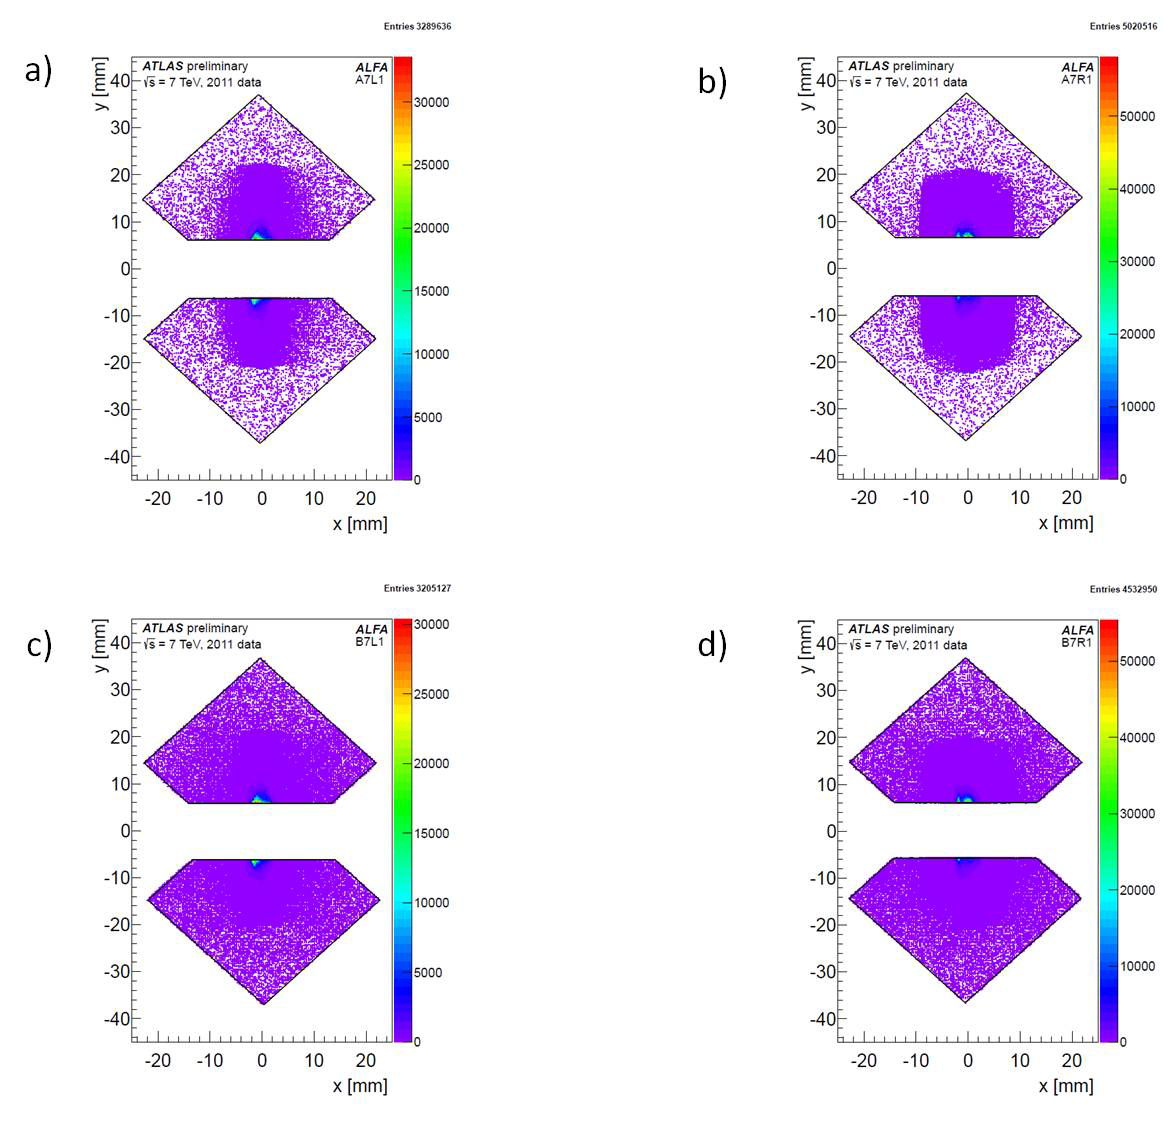 Entries 3289636
a)
y [mm]
ATLAS preliminary
√s = 7 TeV, 2011 data
ALFA
A7L1
40
30
20
10
0
-10
-20
-30
-40
-20 -10 0 10 20
x [mm]
30000
25000
20000
15000
10000
5000
0
Entries 5020516
b)
y [mm]
ATLAS preliminary
√s = 7 TeV, 2011 data
ALFA
A7R1
40
30
20
10
0
-10
-20
-30
-40
-20 -10 0 10 20
x [mm]
50000
40000
30000
20000
10000
0
Entries 3205127
c)
y [mm]
ATLAS preliminary
√s = 7 TeV, 2011 data
ALFA
B7L1
40
30
20
10
0
-10
-20
-30
-40
-20 -10 0 10 20
x [mm]
30000
25000
20000
15000
10000
5000
0
Entries 4532950
d)
y [mm]
ATLAS preliminary
√s = 7 TeV, 2011 data
ALFA
B7R1
40
30
20
10
0
-10
-20
-30
-40
-20 -10 0 10 20
x [mm]
50000
40000
30000
20000
10000
0